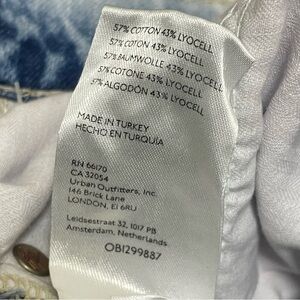 57% COTTON 43% LYOCELL
57% COTON 43% LYOCELL
57% BAUMWOLLE 43% LYOCELL
57% COTONE 43% LYOCELL
57% ALGODÓN 43% LYOCELL
MADE IN TURKEY
HECHO EN TURQUÍA
RN 66170
CA 32054
Urban Outfitters, Inc.
146 Brick Lane
LONDON, E1 6RU
Leidsestraat 32, 1017 PB
Amsterdam, Netherlands
OB1299887